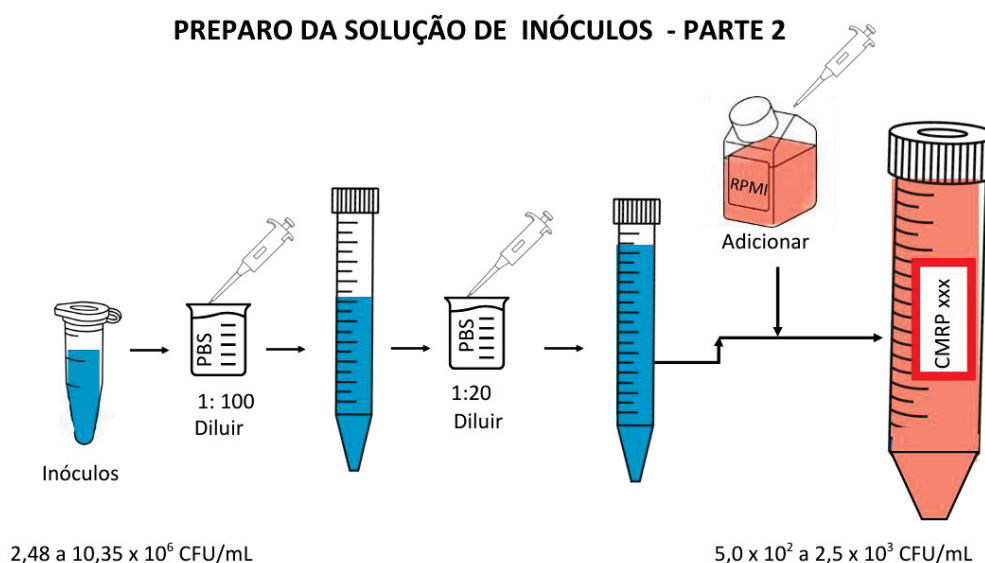 PREPARO DA SOLUÇÃO DE INÓCULOS - PARTE 2
RPMI
Adicionar
PBS
PBS
CMRP xxx
1: 100
Diluir
1:20
Diluir
Inóculos
2,48 a 10,35 x 10⁶ CFU/mL
5,0 x 10² a 2,5 x 10³ CFU/mL